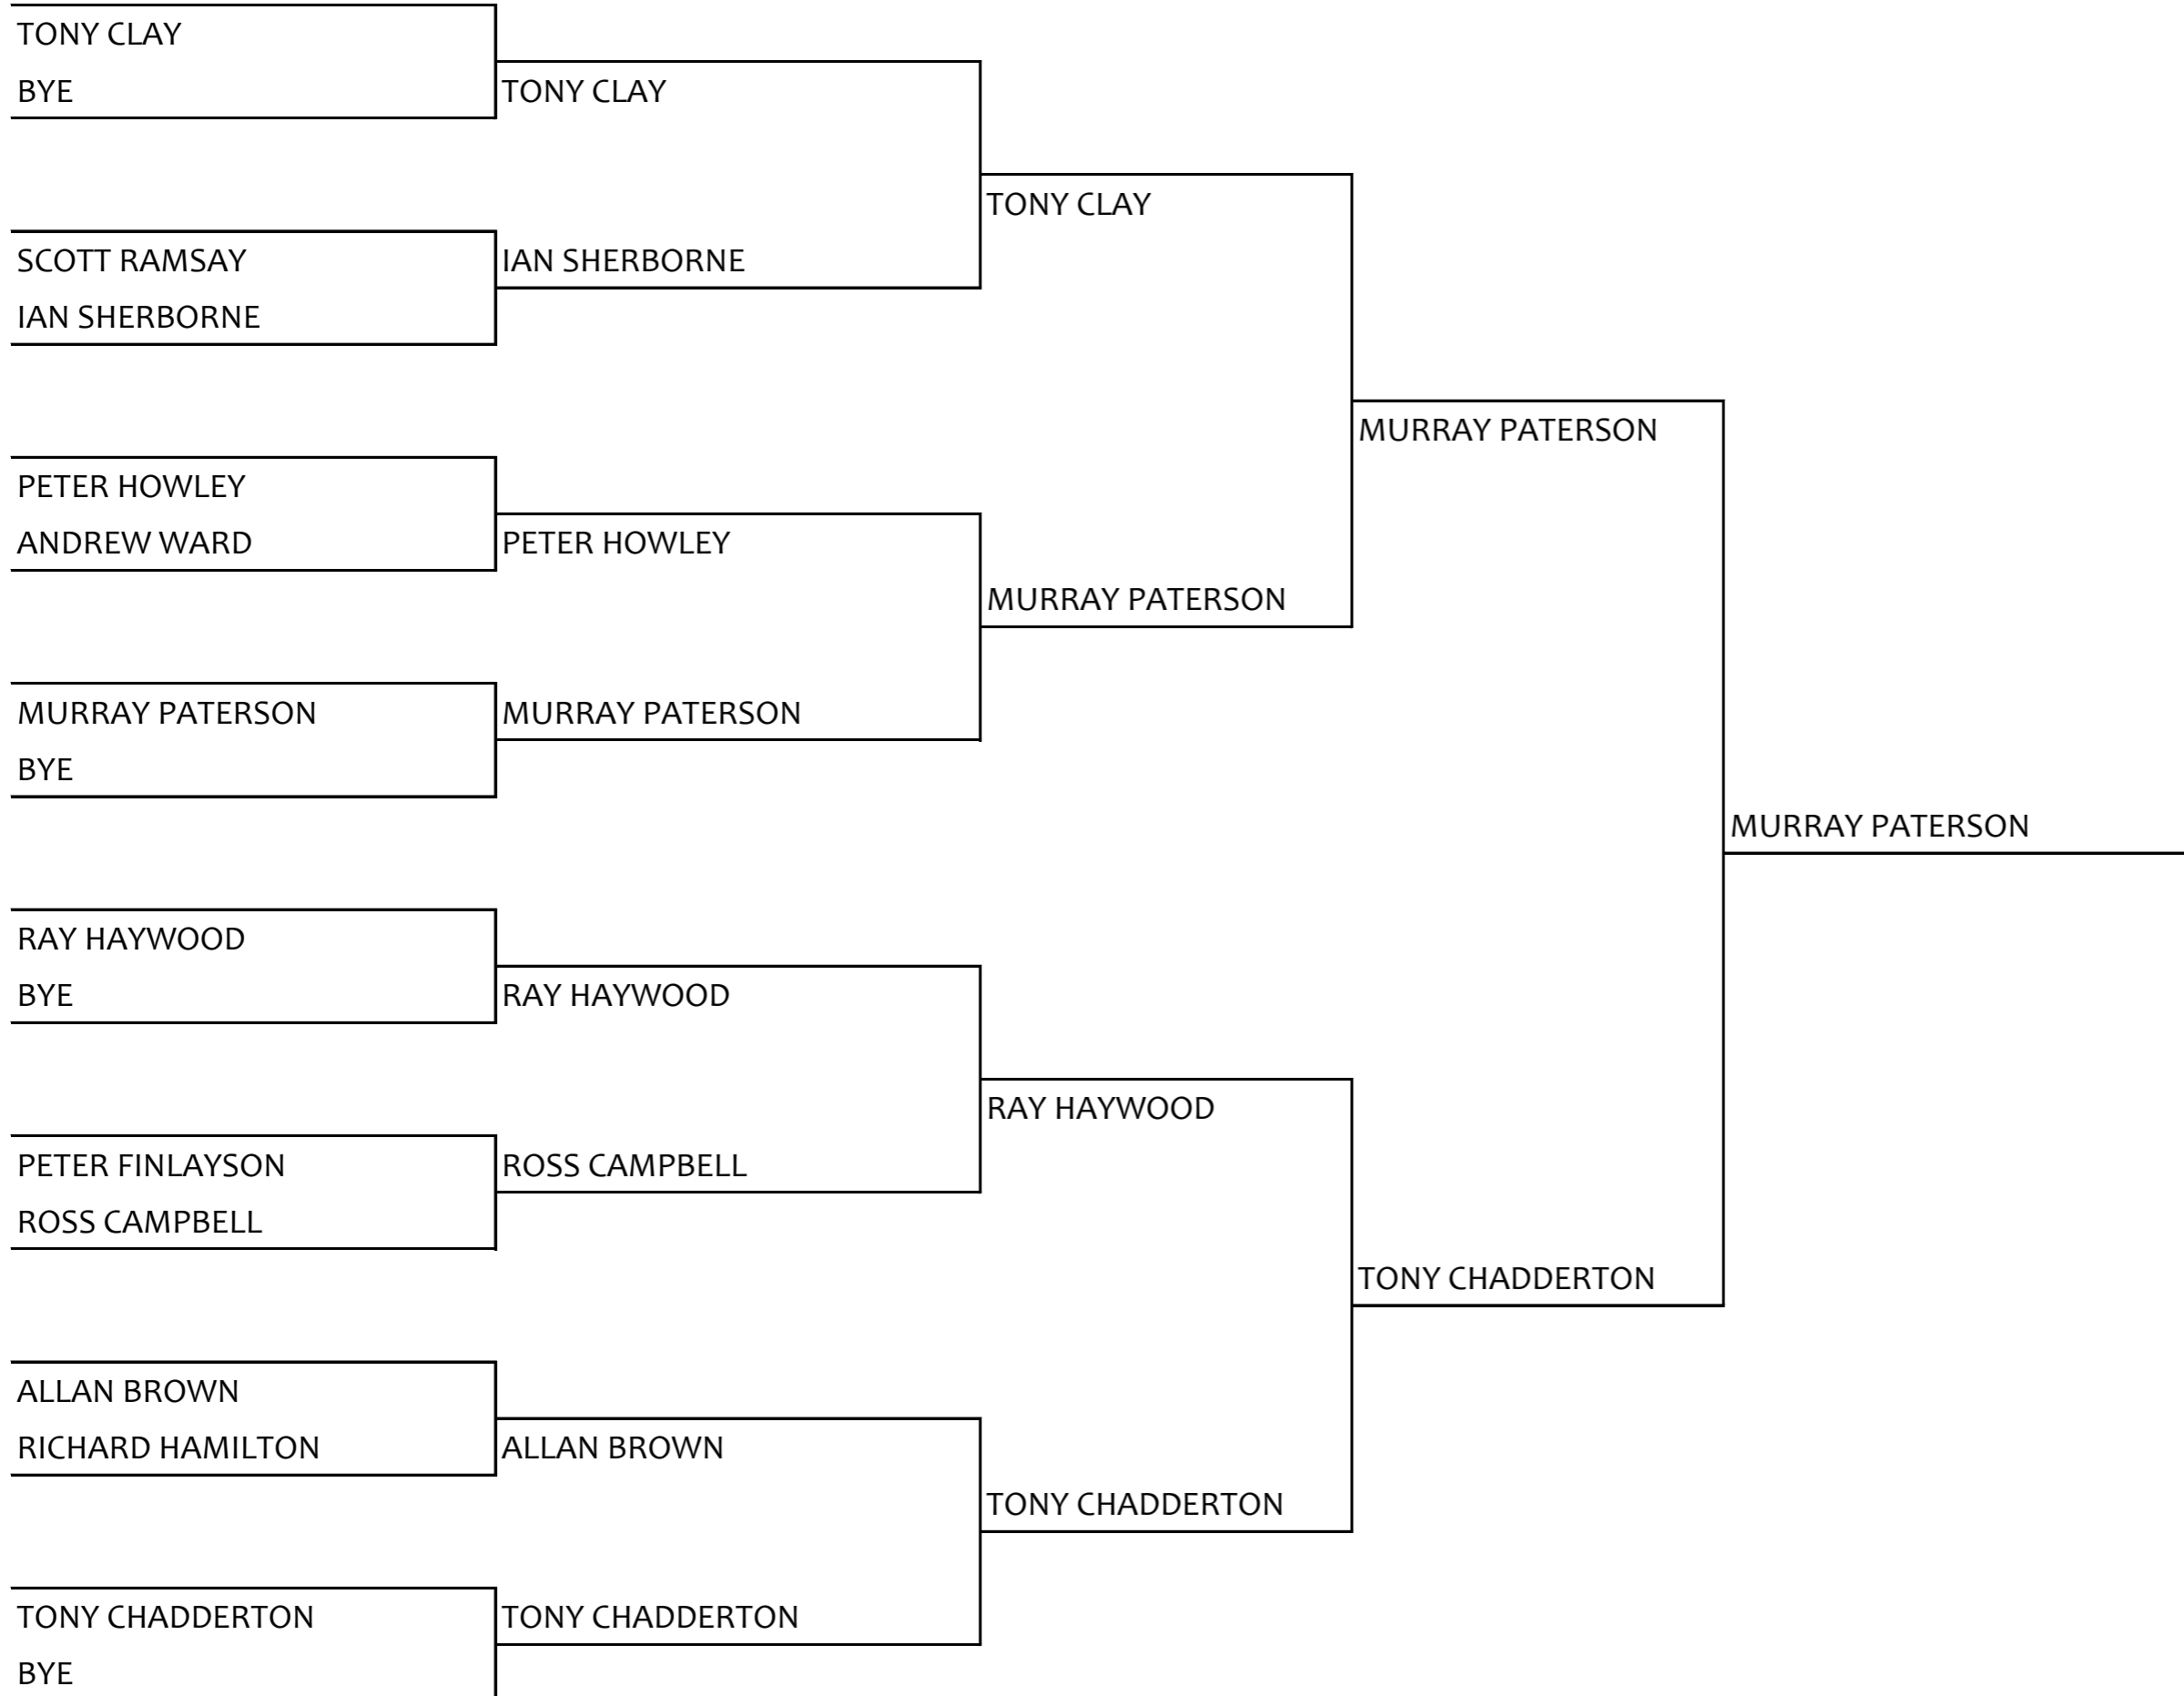 TONY CLAY
BYE
TONY CLAY
TONY CLAY
SCOTT RAMSAY
IAN SHERBORNE
IAN SHERBORNE
MURRAY PATERSON
PETER HOWLEY
ANDREW WARD
PETER HOWLEY
MURRAY PATERSON
MURRAY PATERSON
MURRAY PATERSON
BYE
MURRAY PATERSON
RAY HAYWOOD
BYE
RAY HAYWOOD
RAY HAYWOOD
PETER FINLAYSON
ROSS CAMPBELL
ROSS CAMPBELL
TONY CHADDERTON
ALLAN BROWN
RICHARD HAMILTON
ALLAN BROWN
TONY CHADDERTON
TONY CHADDERTON
TONY CHADDERTON
BYE